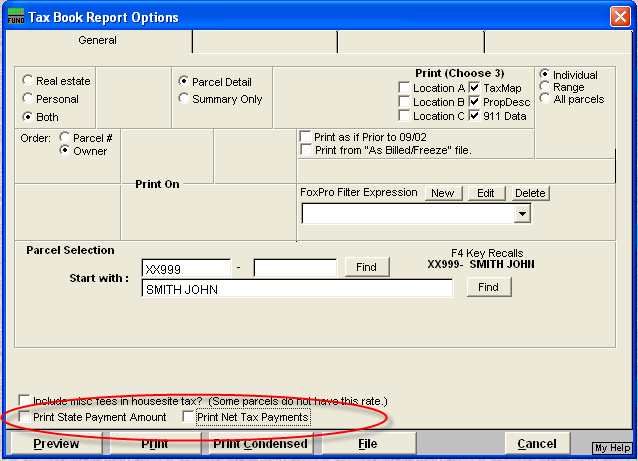 FUND Tax Book Report Options
General
Real estate
Personal
Both
Parcel Detail
Summary Only
Print (Choose 3)
Location A TaxMap
Location B PropDesc
Location C 911 Data
Individual
Range
All parcels
Order: Parcel #
Owner
Print as if Prior to 09/02
Print from "As Billed/Freeze" file.
Print On
FoxPro Filter Expression New Edit Delete
Parcel Selection
F4 Key Recalls
XX999- SMITH JOHN
Start with : XX999 - Find
SMITH JOHN Find
Include misc fees in housesite tax? (Some parcels do not have this rate.)
Print State Payment Amount Print Net Tax Payments
Preview Print Print Condensed File Cancel My Help